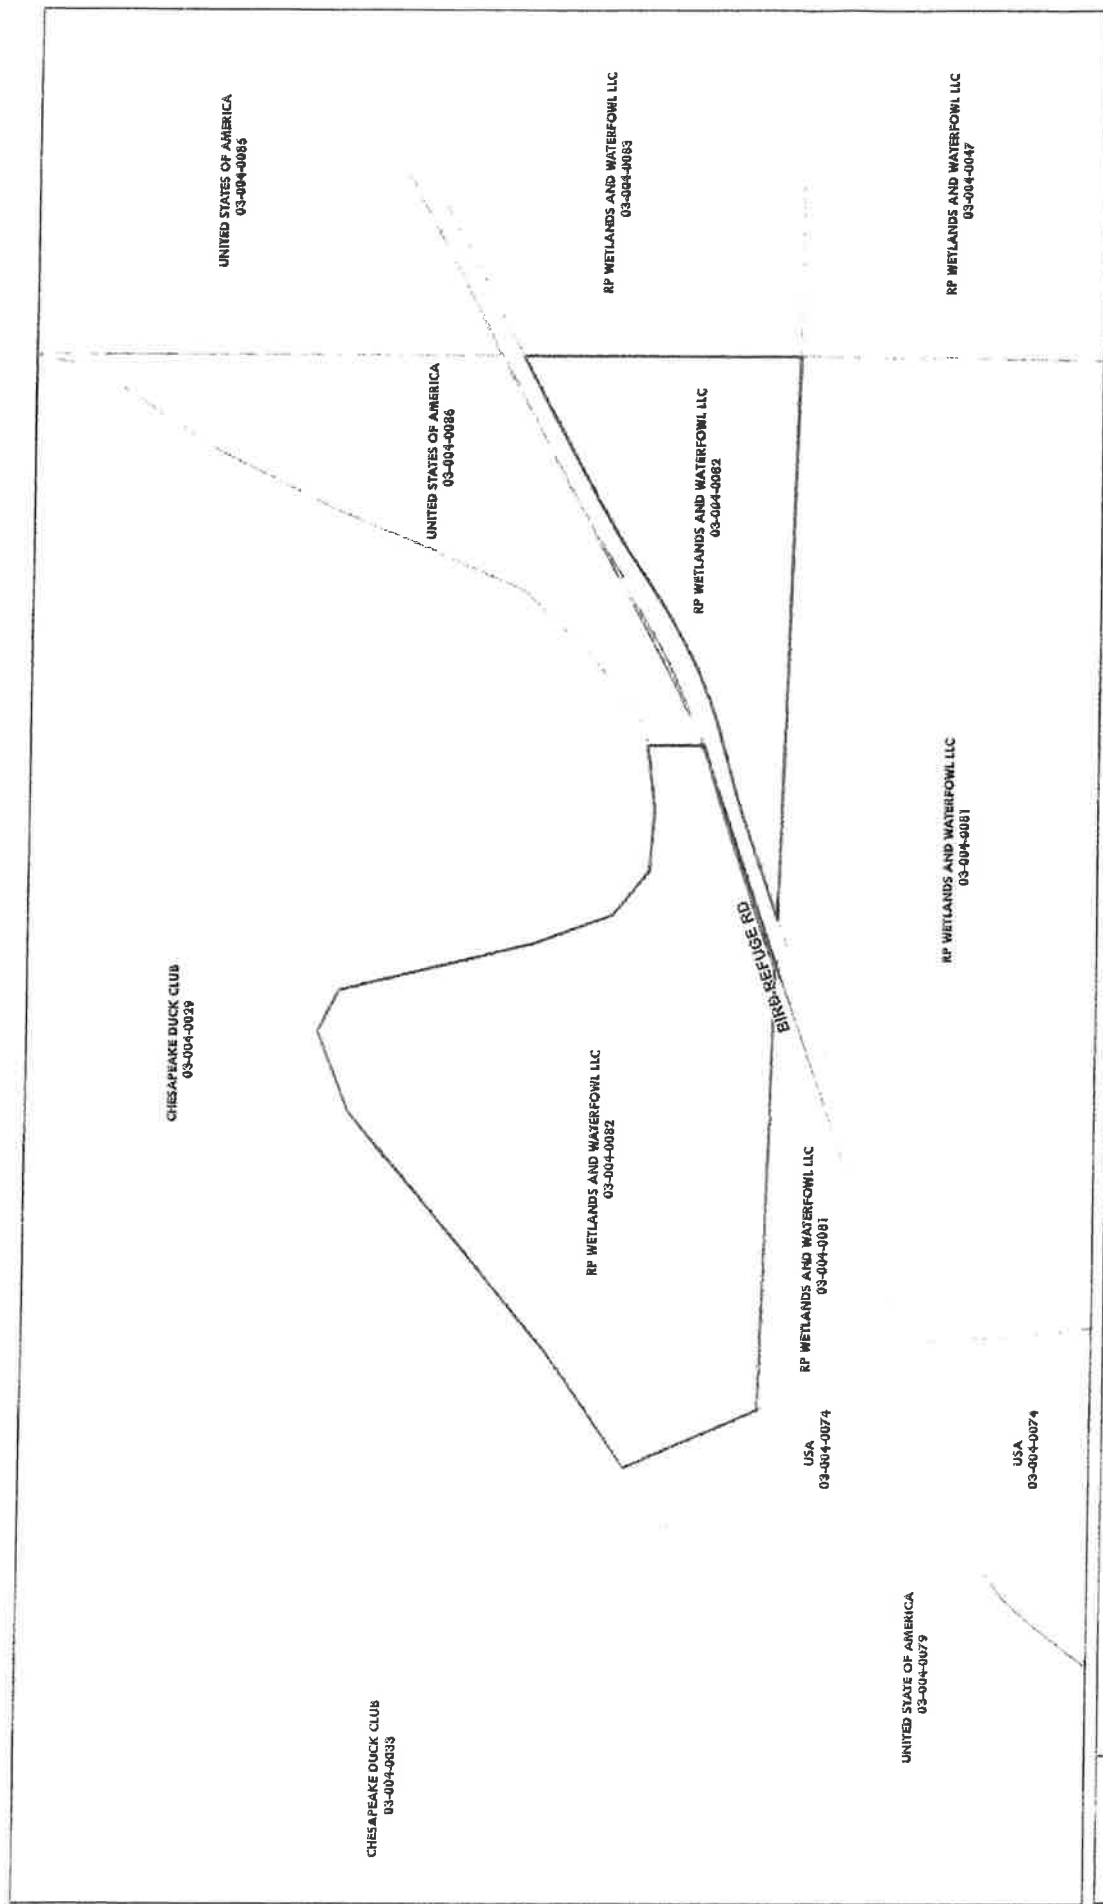 CHESAPEAKE DUCK CLUB
03-004-0029
UNITED STATES OF AMERICA
03-004-0085
CHESAPEAKE DUCK CLUB
03-004-0033
UNITED STATES OF AMERICA
03-004-0086
RP WETLANDS AND WATERFOWL LLC
03-004-0082
RP WETLANDS AND WATERFOWL LLC
03-004-0083
RP WETLANDS AND WATERFOWL LLC
03-004-0082
BIRD REFUGE RD
USA
03-004-0074
RP WETLANDS AND WATERFOWL LLC
03-004-0081
UNITED STATE OF AMERICA
03-004-0079
RP WETLANDS AND WATERFOWL LLC
03-004-0081
RP WETLANDS AND WATERFOWL LLC
03-004-0047
USA
03-004-0074